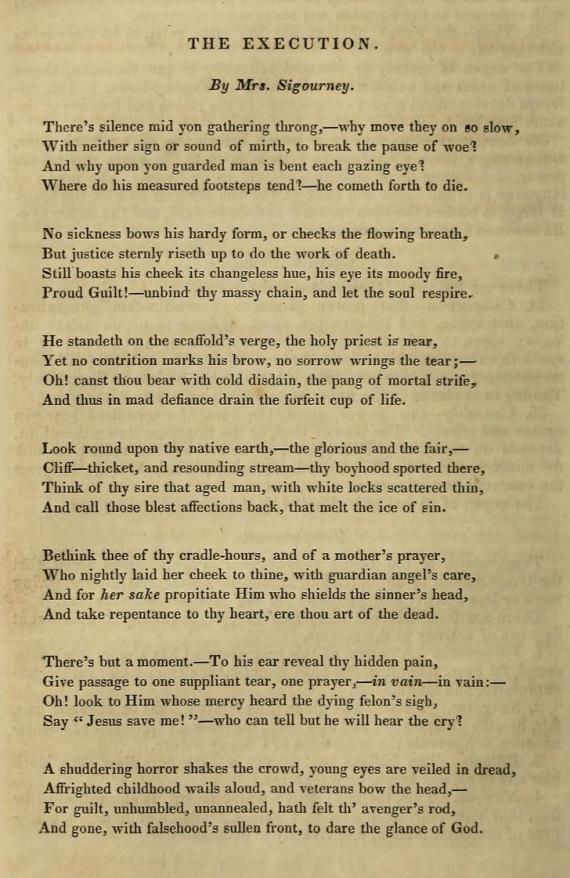 THE EXECUTION.
By Mrs. Sigourney.
There's silence mid yon gathering throng,—why move they on so slow,
With neither sign or sound of mirth, to break the pause of woe?
And why upon yon guarded man is bent each gazing eye?
Where do his measured footsteps tend?—he cometh forth to die.
No sickness bows his hardy form, or checks the flowing breath,
But justice sternly riseth up to do the work of death.
Still boasts his cheek its changeless hue, his eye its moody fire,
Proud Guilt!—unbind thy massy chain, and let the soul respire.
He standeth on the scaffold's verge, the holy priest is near,
Yet no contrition marks his brow, no sorrow wrings the tear;—
Oh! canst thou bear with cold disdain, the pang of mortal strife,
And thus in mad defiance drain the forfeit cup of life.
Look round upon thy native earth,—the glorious and the fair,—
Cliff—thicket, and resounding stream—thy boyhood sported there,
Think of thy sire that aged man, with white locks scattered thin,
And call those blest affections back, that melt the ice of sin.
Bethink thee of thy cradle-hours, and of a mother's prayer,
Who nightly laid her cheek to thine, with guardian angel's care,
And for her sake propitiate Him who shields the sinner's head,
And take repentance to thy heart, ere thou art of the dead.
There's but a moment.—To his ear reveal thy hidden pain,
Give passage to one suppliant tear, one prayer,—in vain—in vain:—
Oh! look to Him whose mercy heard the dying felon's sigh,
Say “ Jesus save me! ”—who can tell but he will hear the cry?
A shuddering horror shakes the crowd, young eyes are veiled in dread,
Affrighted childhood wails aloud, and veterans bow the head,—
For guilt, unhumbled, unannealed, hath felt th' avenger's rod,
And gone, with falsehood's sullen front, to dare the glance of God.